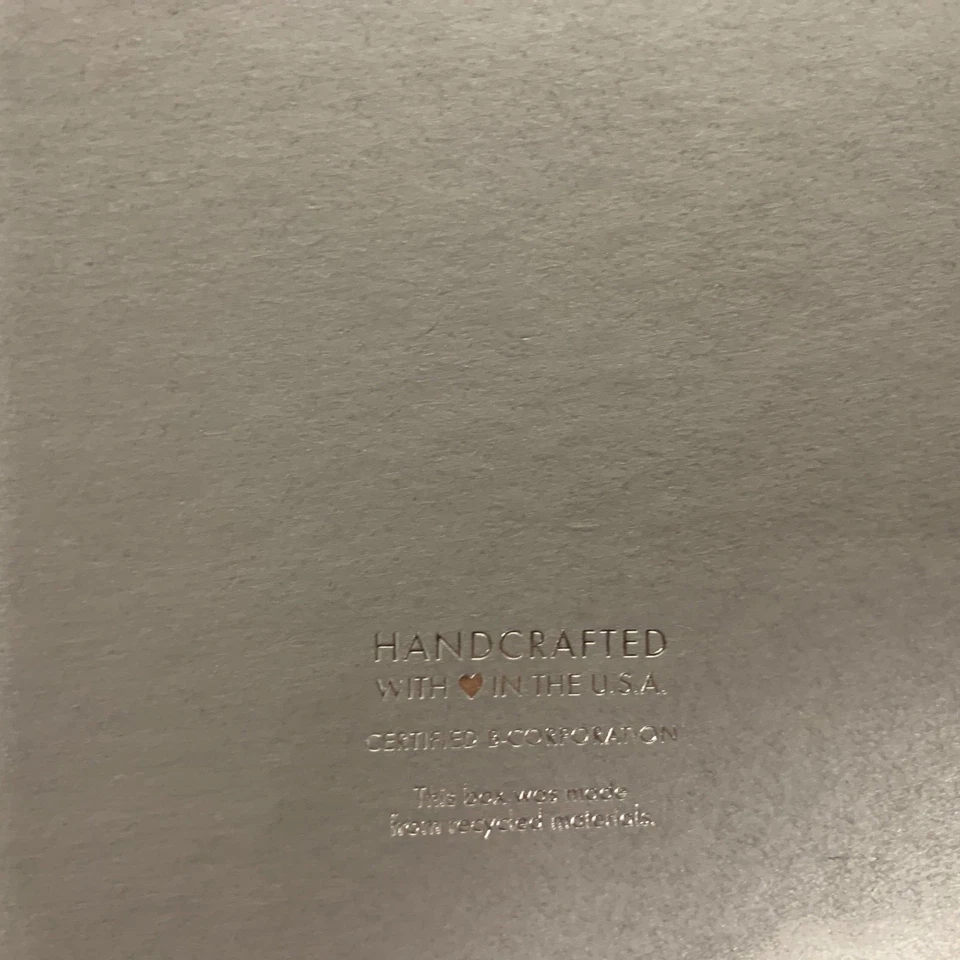 HANDCRAFTED
WITH ♥ IN THE U.S.A.
CERTIFIED B-CORPORATION
This box was made
from recycled materials.